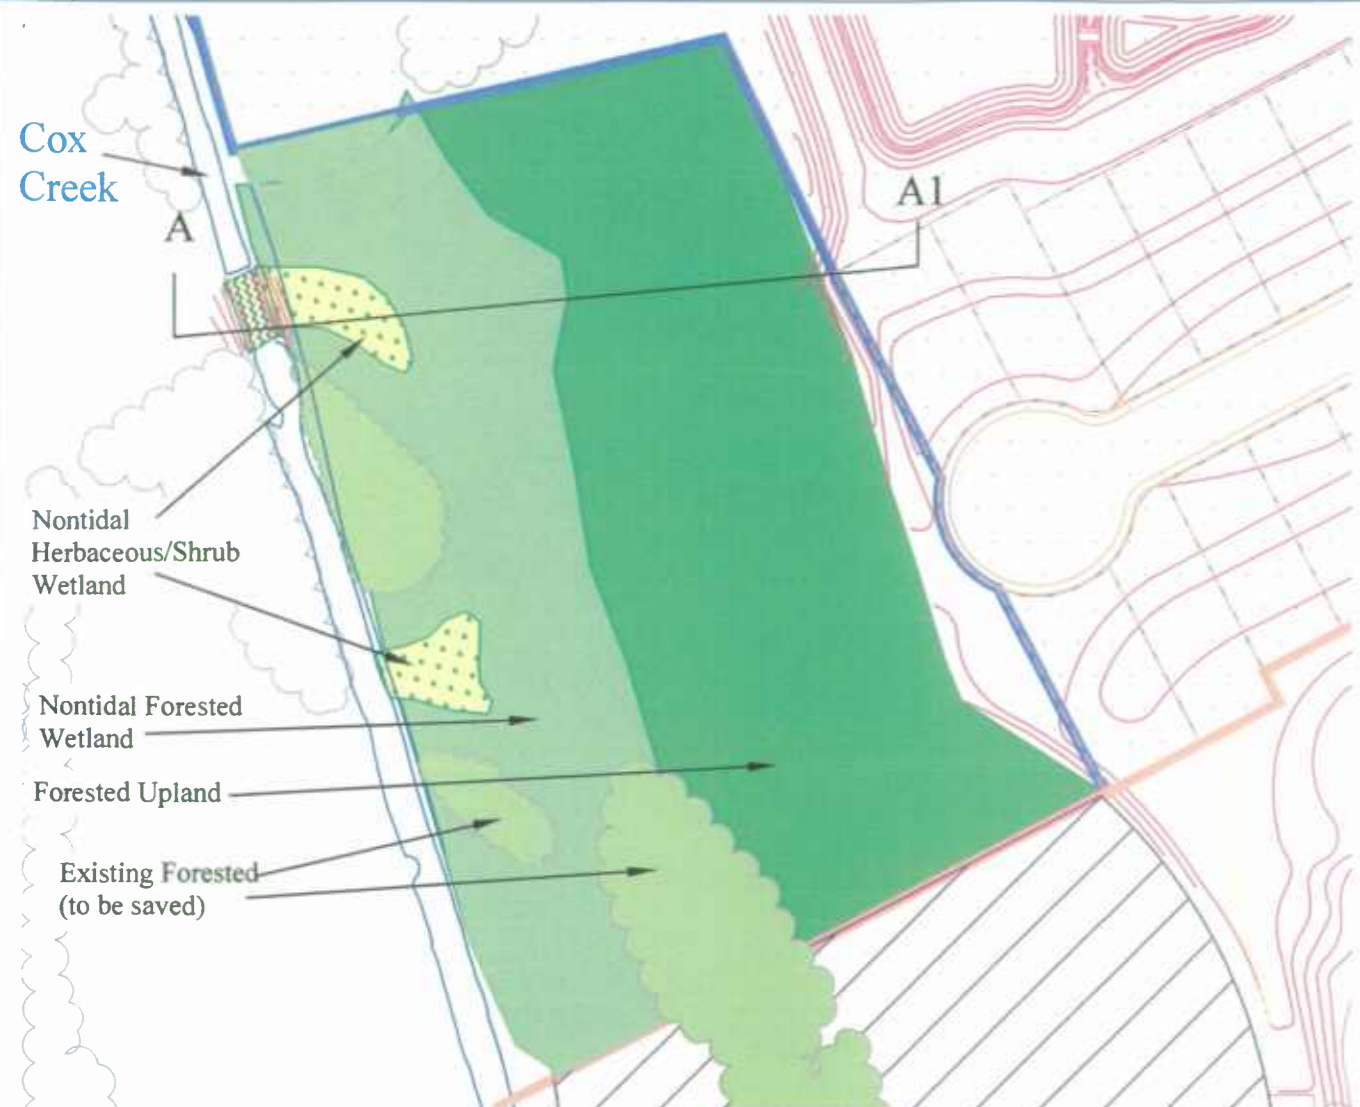 Cox
Creek
A
A1
Nontidal
Herbaceous/Shrub
Wetland
Nontidal Forested
Wetland
Forested Upland
Existing Forested
(to be saved)